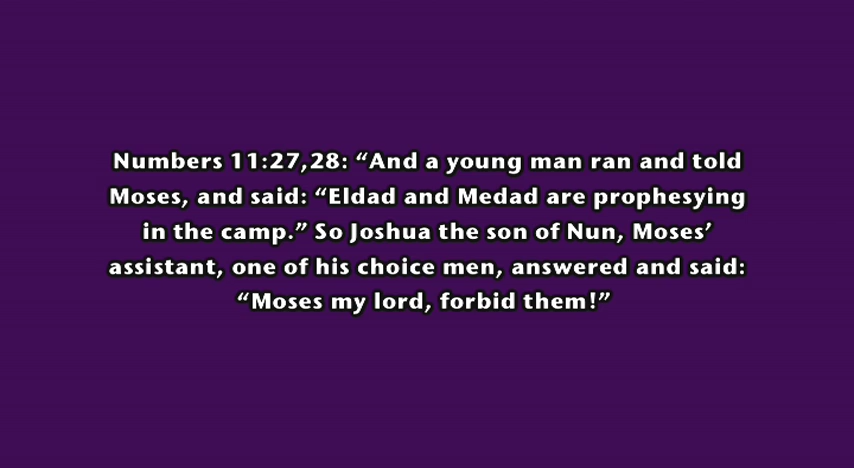 Numbers 11:27,28: “And a young man ran and told
Moses, and said: “Eldad and Medad are prophesying
in the camp.” So Joshua the son of Nun, Moses’
assistant, one of his choice men, answered and said:
“Moses my lord, forbid them!”